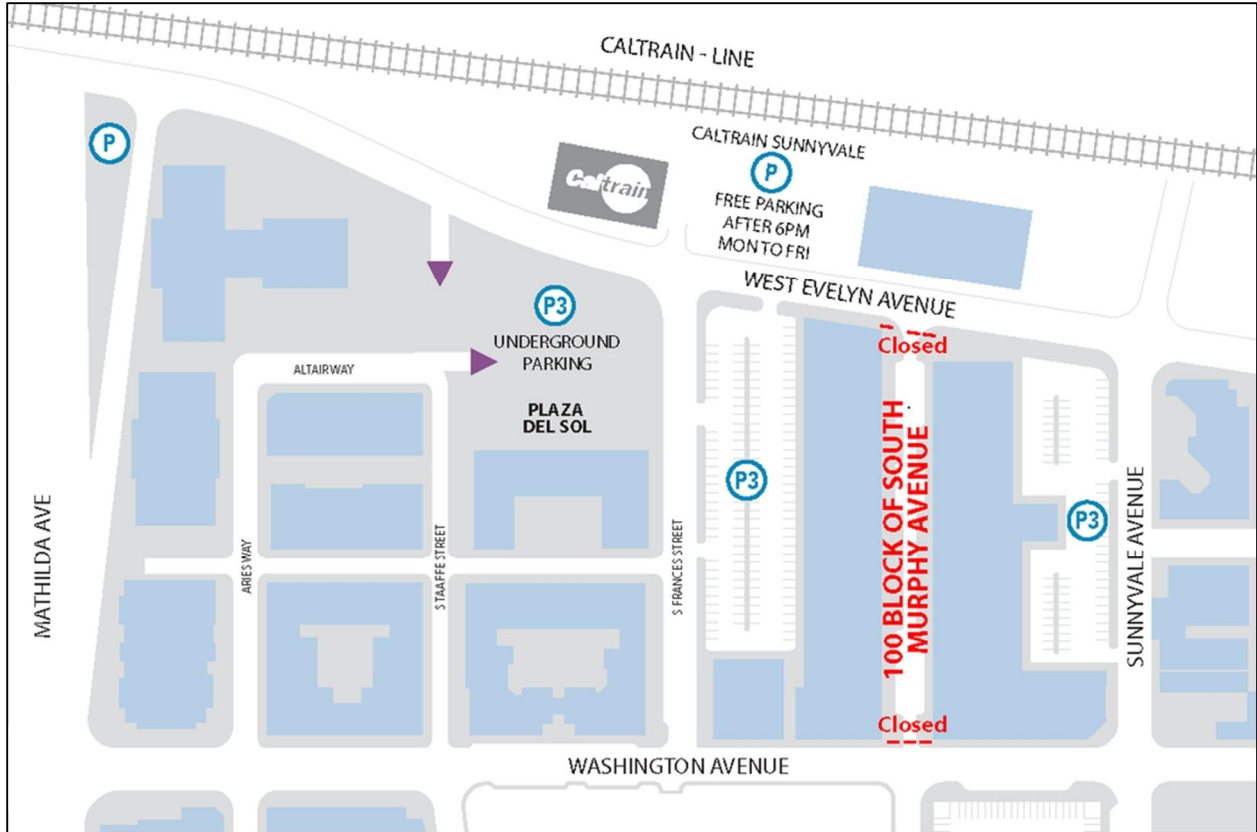 CALTRAIN - LINE
CALTRAIN SUNNYVALE
P
P
Caltrain
FREE PARKING
AFTER 6PM
MON TO FRI
WEST EVELYN AVENUE
P3
UNDERGROUND
PARKING
Closed
ALTAIRWAY
PLAZA
DEL SOL
100 BLOCK OF SOUTH
MURPHY AVENUE
P3
P3
MATHILDA AVE
ARIES WAY
S TAAFFE STREET
S FRANCES STREET
SUNNYVALE AVENUE
Closed
WASHINGTON AVENUE